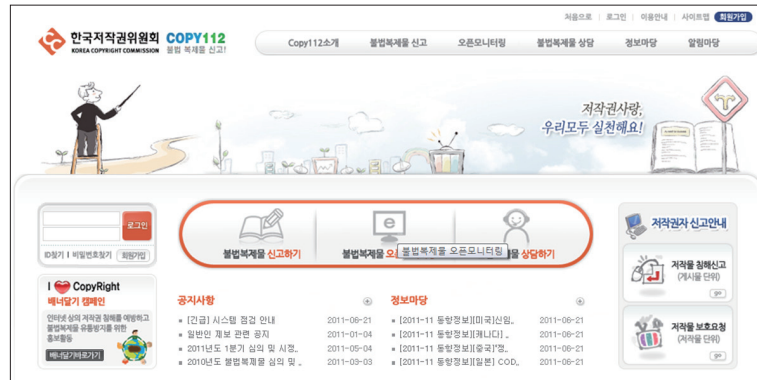 처음으로 | 로그인 | 이용안내 | 사이트맵 회원가입
한국저작권위원회 COPY112
KOREA COPYRIGHT COMMISSION 불법 복제물 신고!
Copy112소개 불법복제물 신고 오픈모니터링 불법복제물 상담 정보마당 알림마당
저작권사랑,
우리모두 실천해요!
로그인
ID찾기 | 비밀번호찾기 회원가입
불법복제물 신고하기 불법복제물 오 불법복제물 오픈모니터링 물 상담하기
저작권자 신고안내
저작물 침해신고
(게시물 단위)
go
저작물 보호요청
(저작물 단위)
go
I CopyRight
배너달기 캠페인
인터넷 상의 저작권 침해를 예방하고
불법복제물 유통방지를 위한
홍보활동
배너달기바로가기
공지사항
[긴급] 시스템 점검 안내 2011-06-21
일반인 제보 관련 공지 2011-01-04
2011년도 1분기 심의 및 시정.. 2011-05-04
2010년도 불법복제물 심의 및 .. 2011-03-03
정보마당
[2011-11 동향정보][미국]신임.. 2011-06-21
[2011-11 동향정보][캐나다] .. 2011-06-21
[2011-11 동향정보][중국]"정.. 2011-06-21
[2011-11 동향정보][일본] COD.. 2011-06-21